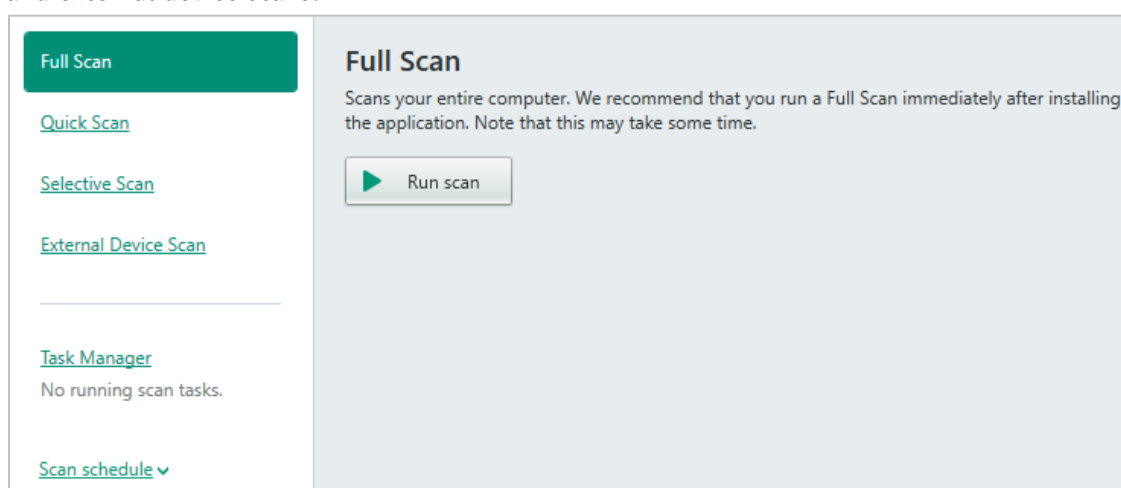 Full Scan
Quick Scan
Selective Scan
External Device Scan
Task Manager
No running scan tasks.
Scan schedule
Full Scan
Scans your entire computer. We recommend that you run a Full Scan immediately after installing
the application. Note that this may take some time.
Run scan